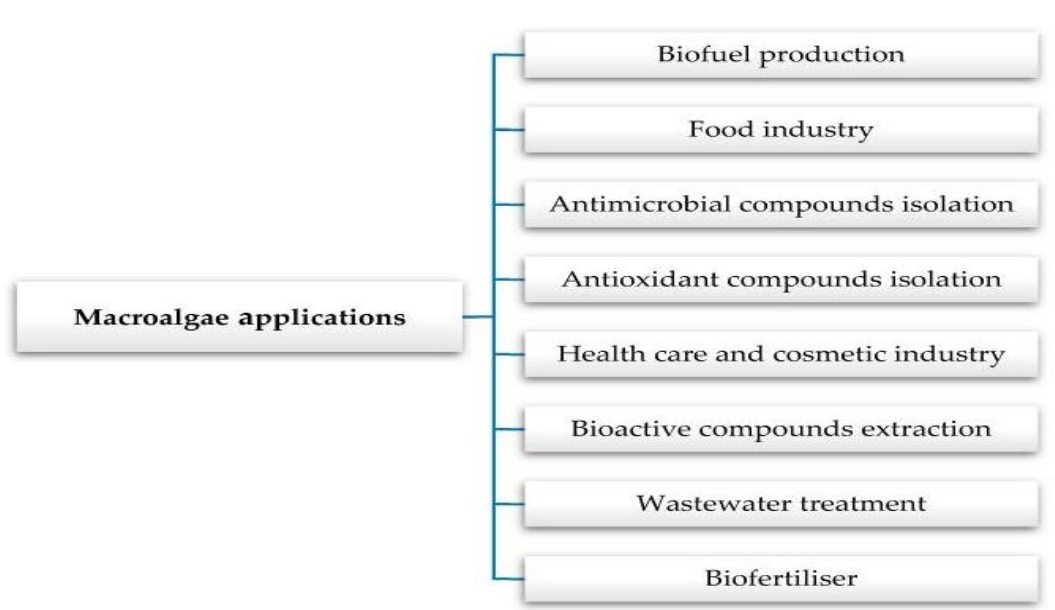 Macroalgae applications
Biofuel production
Food industry
Antimicrobial compounds isolation
Antioxidant compounds isolation
Health care and cosmetic industry
Bioactive compounds extraction
Wastewater treatment
Biofertiliser